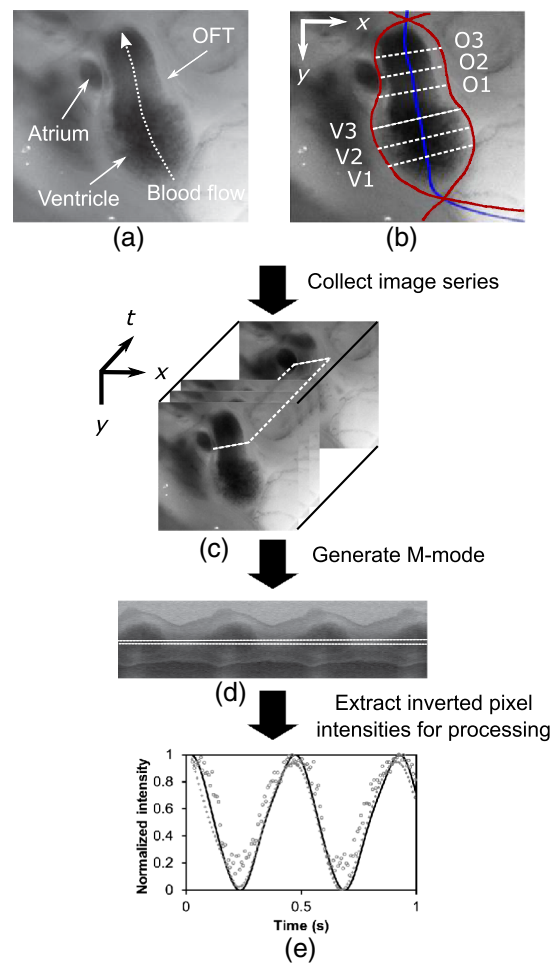 OFT
Atrium
Ventricle
Blood flow
(a)
x
y
O3
O2
O1
V3
V2
V1
(b)
Collect image series
t
x
y
(c)
Generate M-mode
(d)
Extract inverted pixel
intensities for processing
Normalized intensity
1
0.8
0.6
0.4
0.2
0
0
0.5
1
Time (s)
(e)